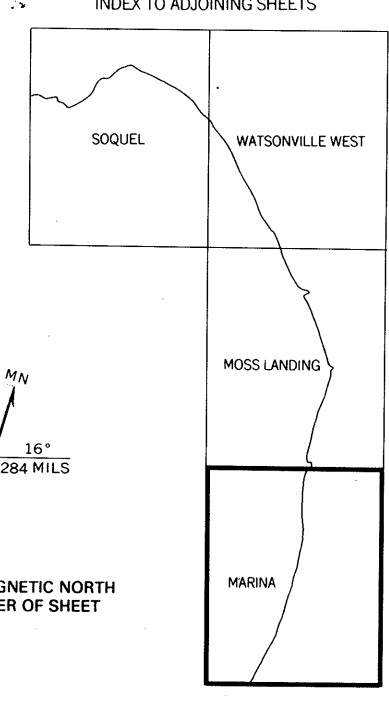 INDEX TO ADJOINING SHEETS
SOQUEL
WATSONVILLE WEST
MOSS LANDING
MN
16°
284 MILS
MARINA
GNETIC NORTH
ER OF SHEET